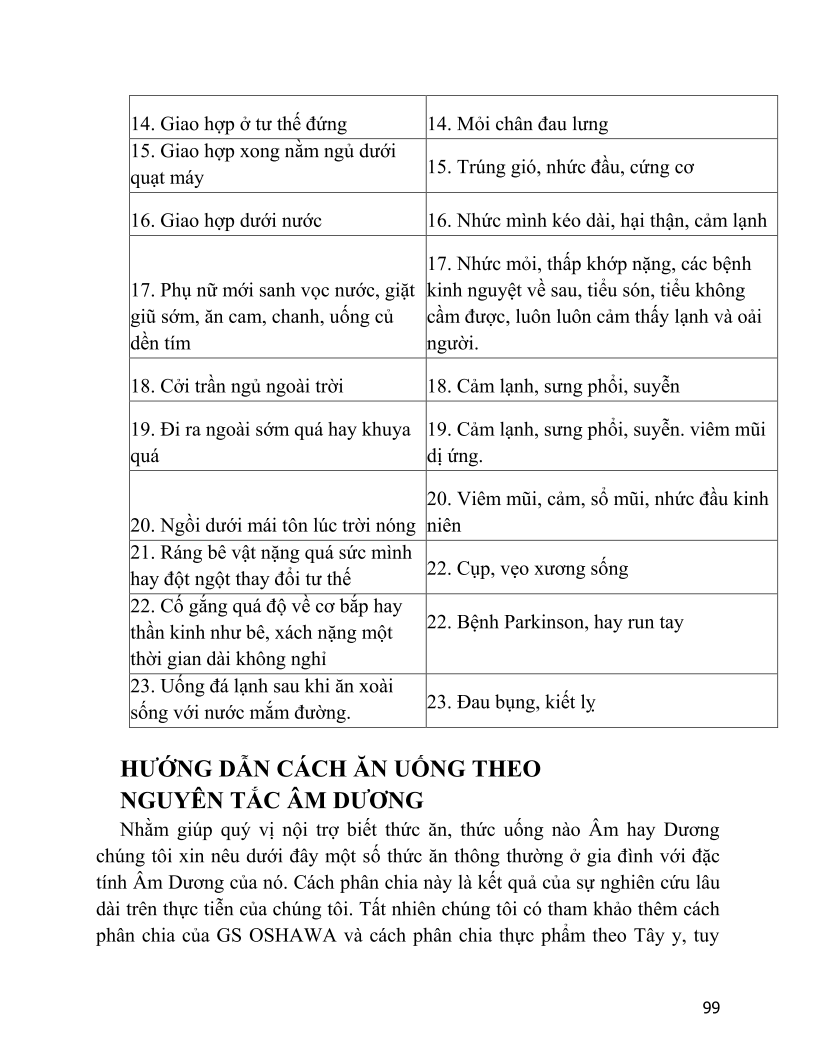 14. Giao hợp ở tư thế đứng
14. Mỏi chân đau lưng
15. Giao hợp xong nằm ngủ dưới
quạt máy
15. Trúng gió, nhức đầu, cứng cơ
16. Giao hợp dưới nước
16. Nhức mình kéo dài, hại thận, cảm lạnh
17. Phụ nữ mới sanh vọc nước, giặt
giũ sớm, ăn cam, chanh, uống củ
dền tím
17. Nhức mỏi, thấp khớp nặng, các bệnh
kinh nguyệt về sau, tiểu són, tiểu không
cầm được, luôn luôn cảm thấy lạnh và oải
người.
18. Cởi trần ngủ ngoài trời
18. Cảm lạnh, sưng phổi, suyễn
19. Đi ra ngoài sớm quá hay khuya
quá
19. Cảm lạnh, sưng phổi, suyễn. viêm mũi
dị ứng.
20. Ngồi dưới mái tôn lúc trời nóng
20. Viêm mũi, cảm, sổ mũi, nhức đầu kinh
niên
21. Ráng bê vật nặng quá sức mình
hay đột ngột thay đổi tư thế
22. Cụp, vẹo xương sống
22. Cố gắng quá độ về cơ bắp hay
thần kinh như bê, xách nặng một
thời gian dài không nghỉ
22. Bệnh Parkinson, hay run tay
23. Uống đá lạnh sau khi ăn xoài
sống với nước mắm đường.
23. Đau bụng, kiết lỵ
HƯỚNG DẪN CÁCH ĂN UỐNG THEO
NGUYÊN TẮC ÂM DƯƠNG
Nhằm giúp quý vị nội trợ biết thức ăn, thức uống nào Âm hay Dương
chúng tôi xin nêu dưới đây một số thức ăn thông thường ở gia đình với đặc
tính Âm Dương của nó. Cách phân chia này là kết quả của sự nghiên cứu lâu
dài trên thực tiễn của chúng tôi. Tất nhiên chúng tôi có tham khảo thêm cách
phân chia của GS OSHAWA và cách phân chia thực phẩm theo Tây y, tuy
99